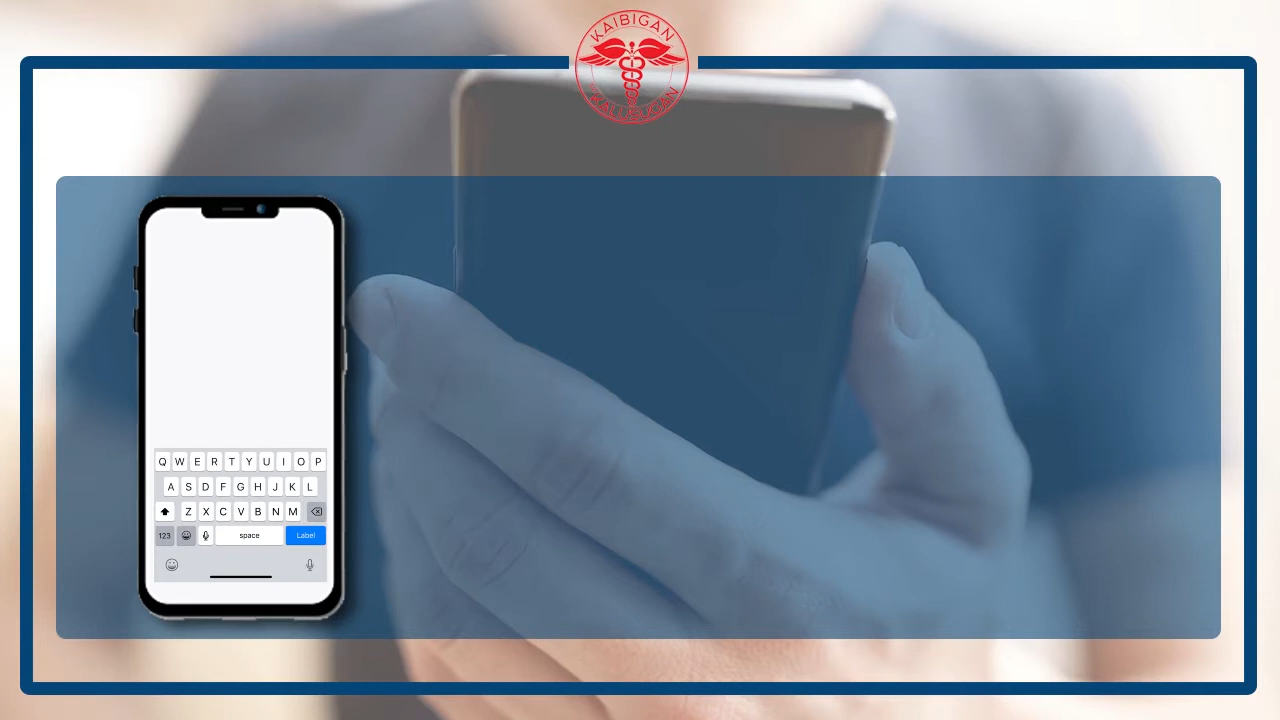 KAIBIGAN
KALUSUGAN
Q W E R T Y U I O P
A S D F G H J K L
Z X C V B N M
123 space Label